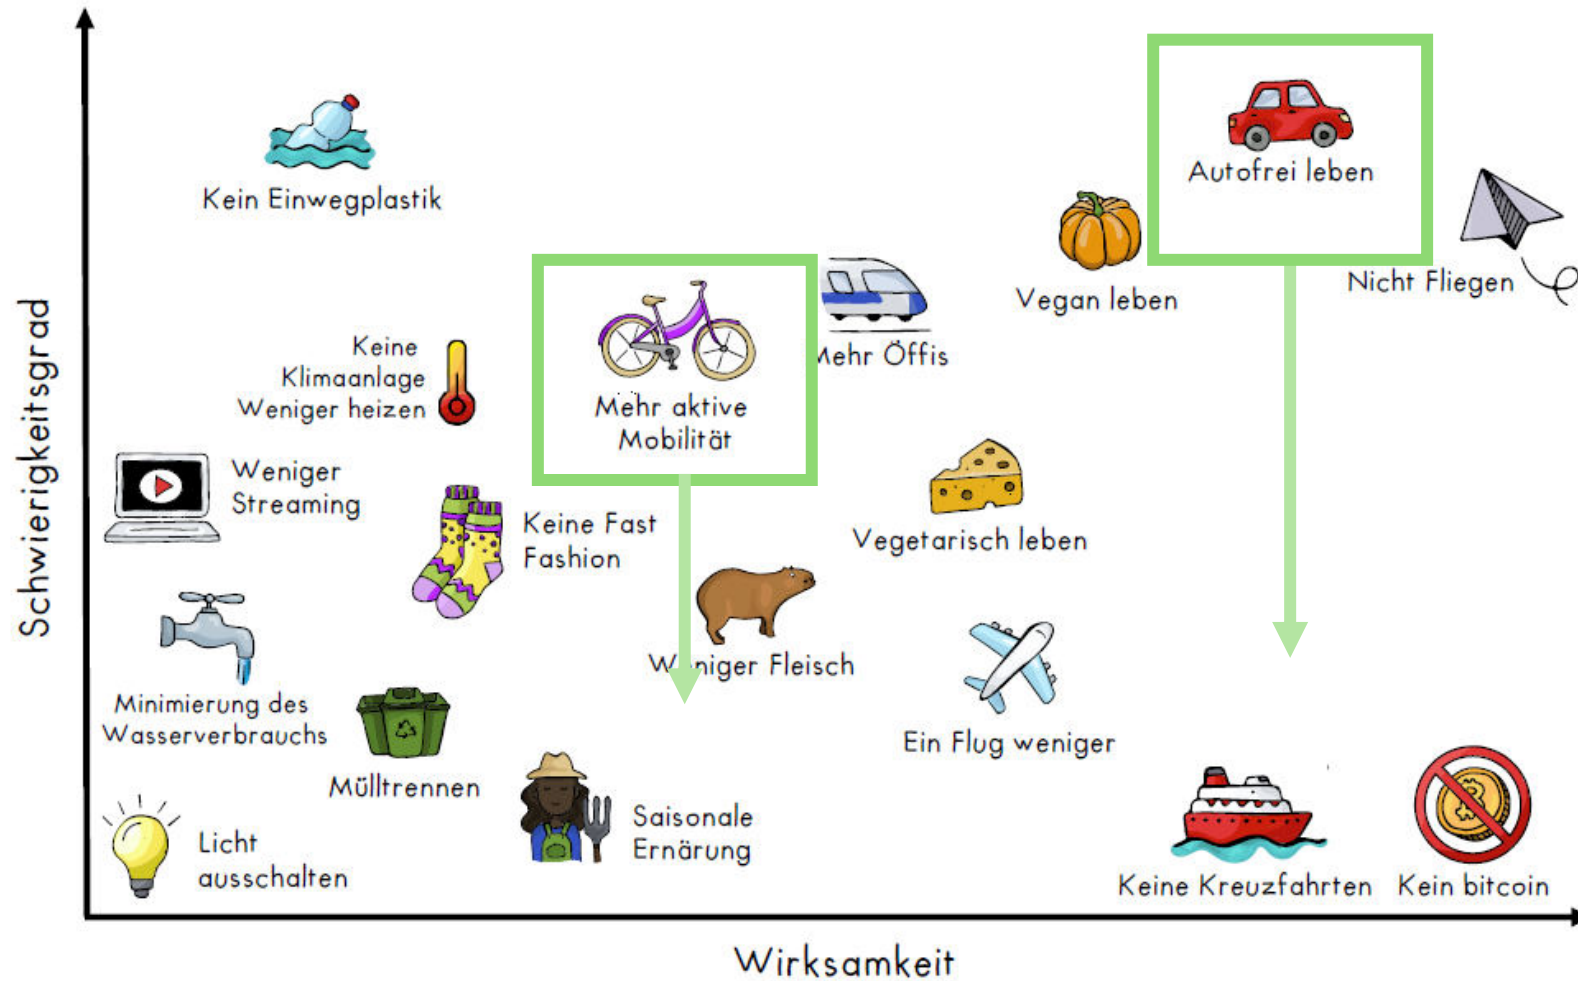 Kein Einwegplastik
Autofrei leben
Nicht Fliegen
Vegan leben
Mehr Öffis
Keine
Klimaanlage
Weniger heizen
Mehr aktive
Mobilität
Weniger
Streaming
Keine Fast
Fashion
Vegetarisch leben
Weniger Fleisch
Minimierung des
Wasserverbrauchs
Ein Flug weniger
Mülltrennen
Saisonale
Ernärung
Licht
ausschalten
Keine Kreuzfahrten
Kein bitcoin
Schwierigkeitsgrad
Wirksamkeit